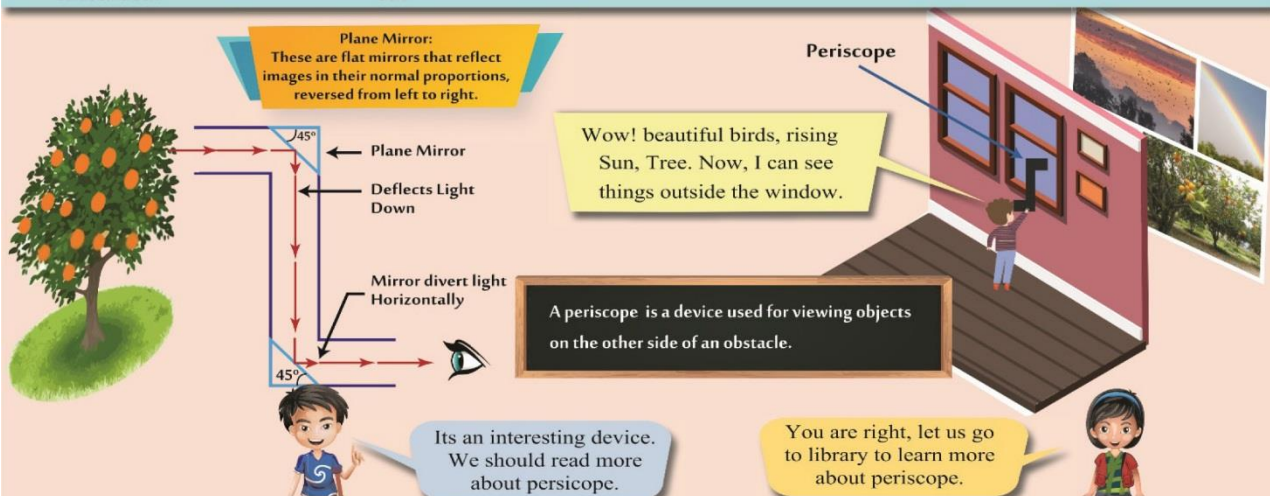 Plane Mirror:
These are flat mirrors that reflect
images in their normal proportions,
reversed from left to right.
45°
Plane Mirror
Deflects Light
Down
Mirror divert light
Horizontally
45°
Periscope
Wow! beautiful birds, rising
Sun, Tree. Now, I can see
things outside the window.
A periscope is a device used for viewing objects
on the other side of an obstacle.
Its an interesting device.
We should read more
about persicope.
You are right, let us go
to library to learn more
about periscope.